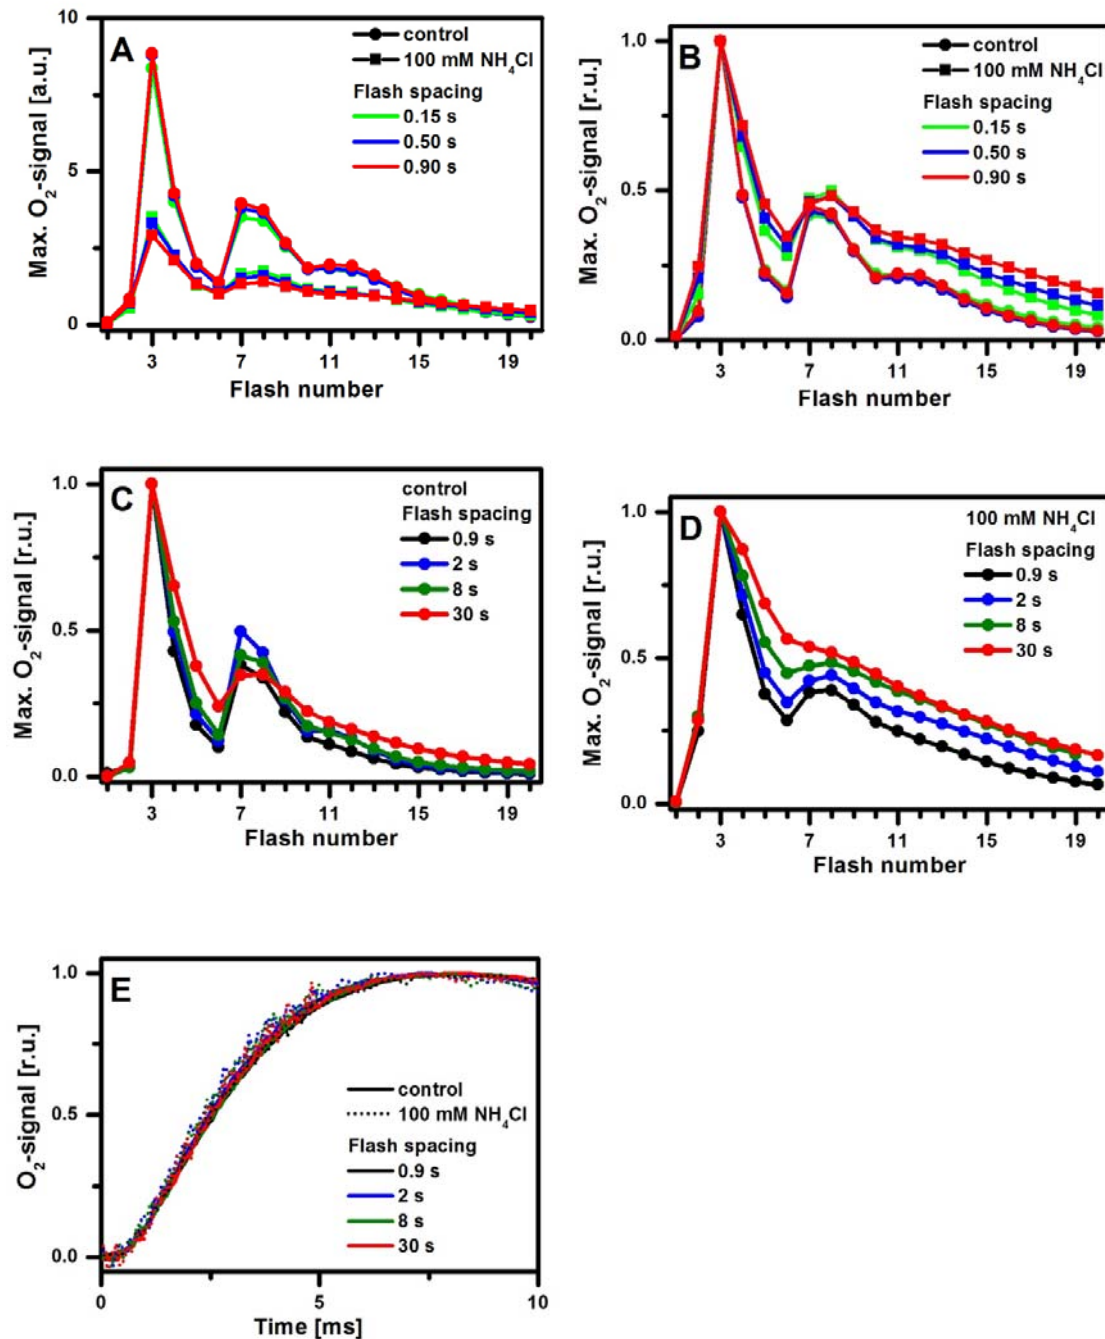 A
Max. O₂-signal [a.u.]
10
5
0
control
100 mM NH₄Cl
Flash spacing
0.15 s
0.50 s
0.90 s
3 7 11 15 19
Flash number
B
Max. O₂-signal [r.u.]
1.0
0.5
0.0
control
100 mM NH₄Cl
Flash spacing
0.15 s
0.50 s
0.90 s
3 7 11 15 19
Flash number
C
Max. O₂-signal [r.u.]
1.0
0.5
0.0
control
Flash spacing
0.9 s
2 s
8 s
30 s
3 7 11 15 19
Flash number
D
Max. O₂-signal [r.u.]
1.0
0.5
0.0
100 mM NH₄Cl
Flash spacing
0.9 s
2 s
8 s
30 s
3 7 11 15 19
Flash number
E
O₂-signal [r.u.]
1.0
0.5
0.0
control
100 mM NH₄Cl
Flash spacing
0.9 s
2 s
8 s
30 s
0 5 10
Time [ms]